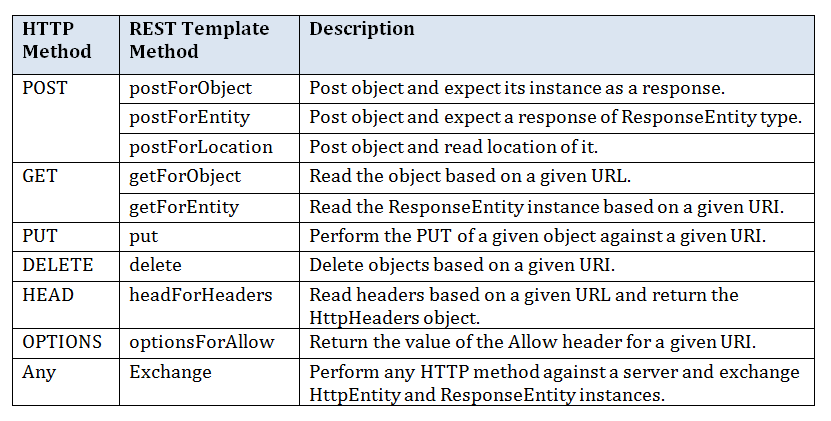 HTTP Method REST Template Method Description
POST postForObject Post object and expect its instance as a response.
postForEntity Post object and expect a response of ResponseEntity type.
postForLocation Post object and read location of it.
GET getForObject Read the object based on a given URL.
getForEntity Read the ResponseEntity instance based on a given URI.
PUT put Perform the PUT of a given object against a given URI.
DELETE delete Delete objects based on a given URI.
HEAD headForHeaders Read headers based on a given URL and return the
HttpHeaders object.
OPTIONS optionsForAllow Return the value of the Allow header for a given URI.
Any Exchange Perform any HTTP method against a server and exchange
HttpEntity and ResponseEntity instances.